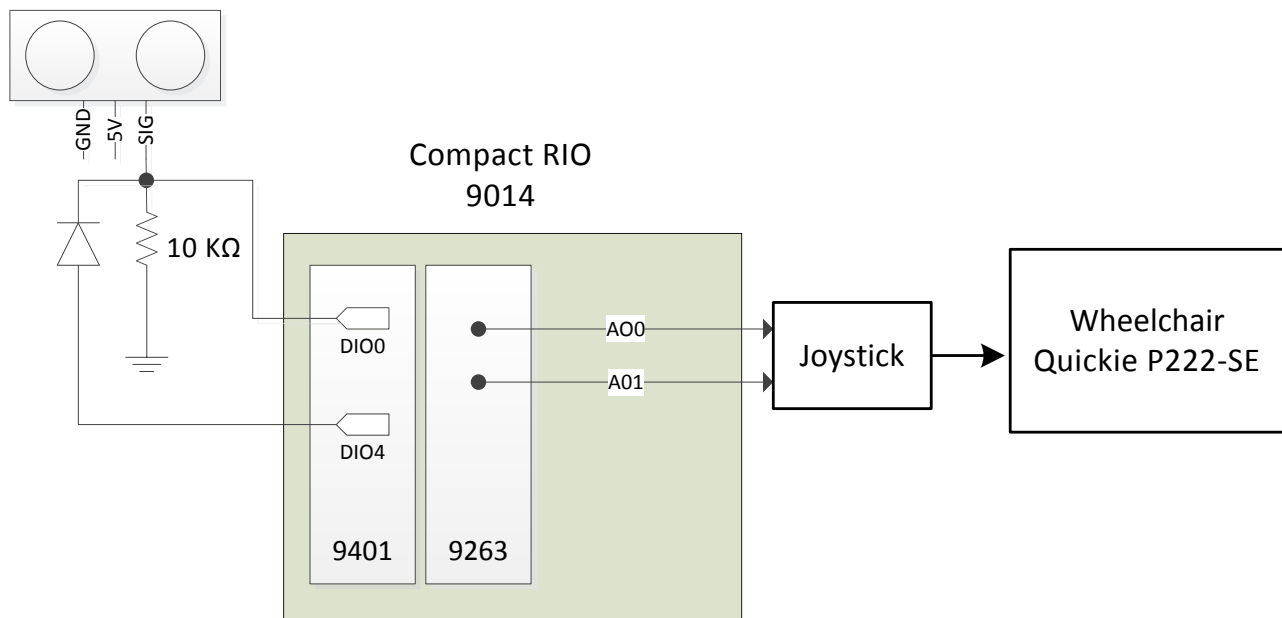 GND
5V
SIG
10 KΩ
Compact RIO
9014
DIO0
DIO4
9401
9263
AO0
A01
Joystick
Wheelchair
Quickie P222-SE